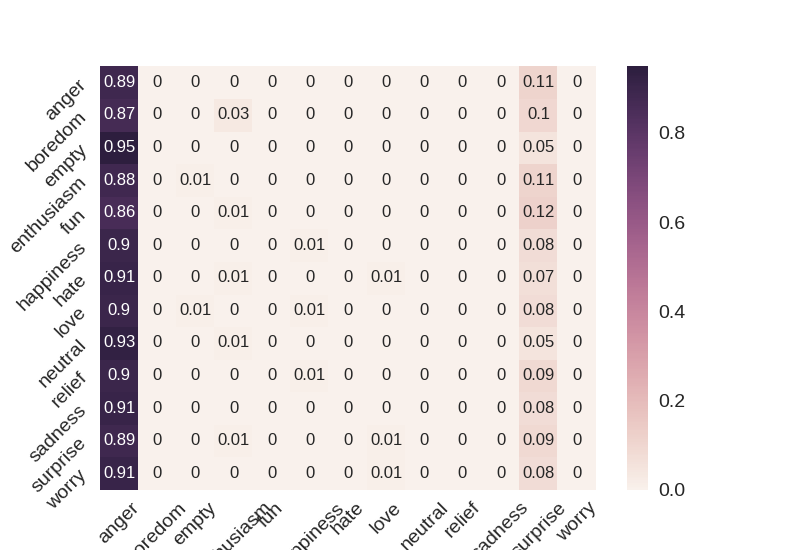 anger 0.89 0 0 0 0 0 0 0 0 0 0 0.11 0
boredom 0.87 0 0 0.03 0 0 0 0 0 0 0 0.1 0
empty 0.95 0 0 0 0 0 0 0 0 0 0 0.05 0
enthusiasm 0.88 0 0.01 0 0 0 0 0 0 0 0 0.11 0
fun 0.86 0 0 0.01 0 0 0 0 0 0 0 0.12 0
happiness 0.9 0 0 0 0 0.01 0 0 0 0 0 0.08 0
hate 0.91 0 0 0.01 0 0 0 0.01 0 0 0 0.07 0
love 0.9 0 0.01 0 0 0.01 0 0 0 0 0 0.08 0
neutral 0.93 0 0 0.01 0 0 0 0 0 0 0 0.05 0
relief 0.9 0 0 0 0 0.01 0 0 0 0 0 0.09 0
sadness 0.91 0 0 0 0 0 0 0 0 0 0 0.08 0
surprise 0.89 0 0 0.01 0 0 0 0.01 0 0 0 0.09 0
worry 0.91 0 0 0 0 0 0 0.01 0 0 0 0.08 0
anger oredom empty husiasm fun ppiness hate love neutral relief adness surprise worry
0.8
0.6
0.4
0.2
0.0